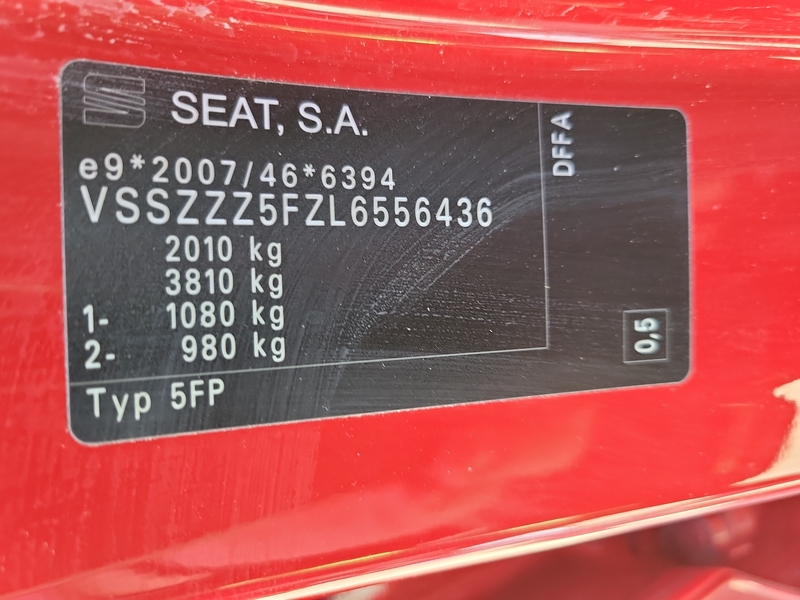 SEAT, S.A.
e9*2007/46*6394
VSSZZZ5FZL6556436
2010 kg
3810 kg
1- 1080 kg
2- 980 kg
Typ 5FP
DFFA
0,5